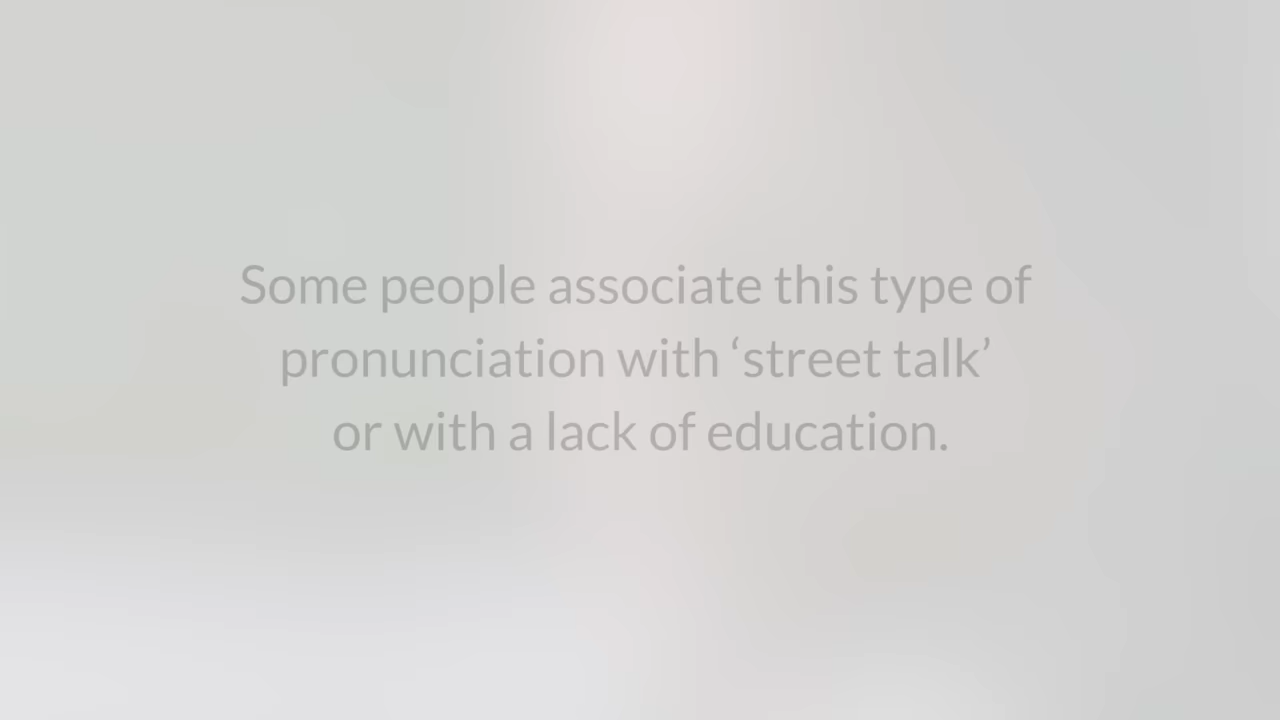 Some people associate this type of
pronunciation with ‘street talk’
or with a lack of education.